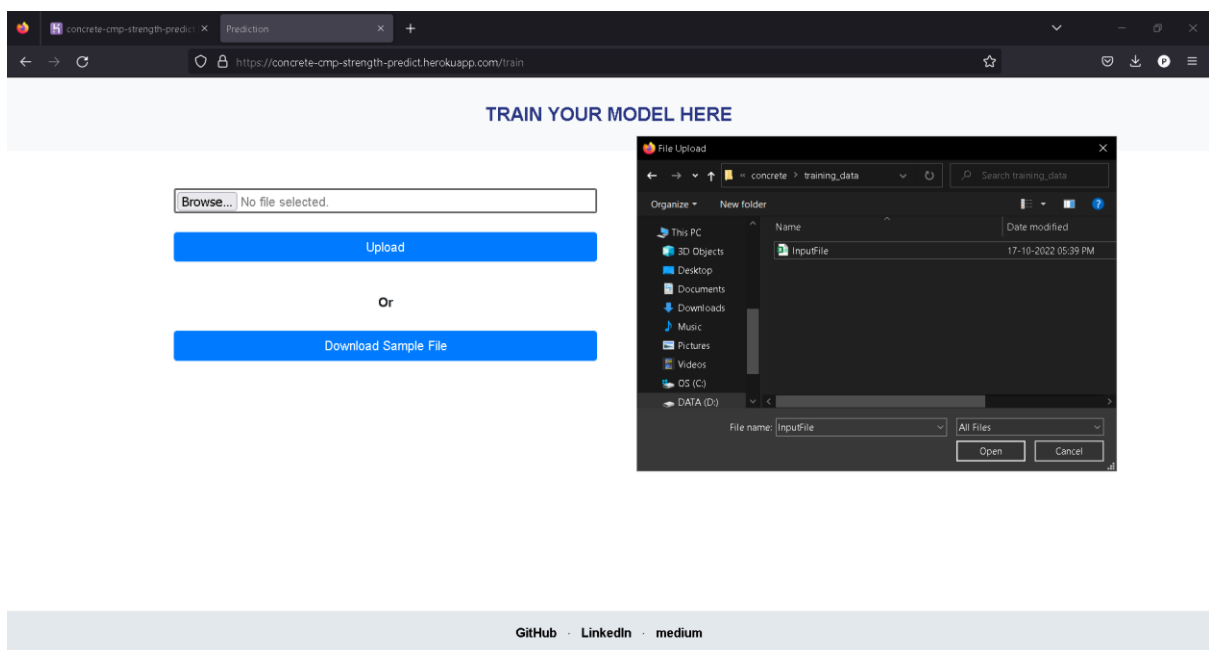 concrete-cmp-strength-predict
Prediction
https://concrete-cmp-strength-predict.herokuapp.com/train
P
TRAIN YOUR MODEL HERE
Browse... No file selected.
Upload
Or
Download Sample File
File Upload
« concrete > training_data
Search training_data
Organize New folder
?
This PC
3D Objects
Desktop
Documents
Downloads
Music
Pictures
Videos
OS (C:)
DATA (D:)
Name Date modified
InputFile 17-10-2022 05:39 PM
File name: InputFile All Files
Open Cancel
GitHub · LinkedIn · medium